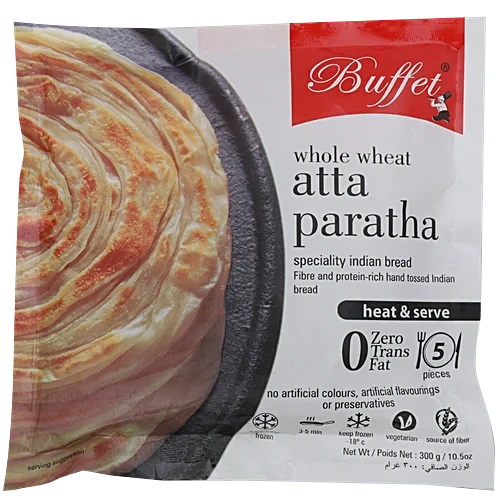 Buffet®
whole wheat
atta
paratha
speciality indian bread
Fibre and protein-rich hand tossed Indian
bread
heat & serve
0 Zero
Trans
Fat
5
pieces
no artificial colours, artificial flavourings
or preservatives
frozen
3-5 min
keep frozen
-18° c
vegetarian
source of fiber
Net Wt / Poids Net : 300 g / 10.5oz
الوزن الصافي: ٣٠٠ غرام
serving suggestion